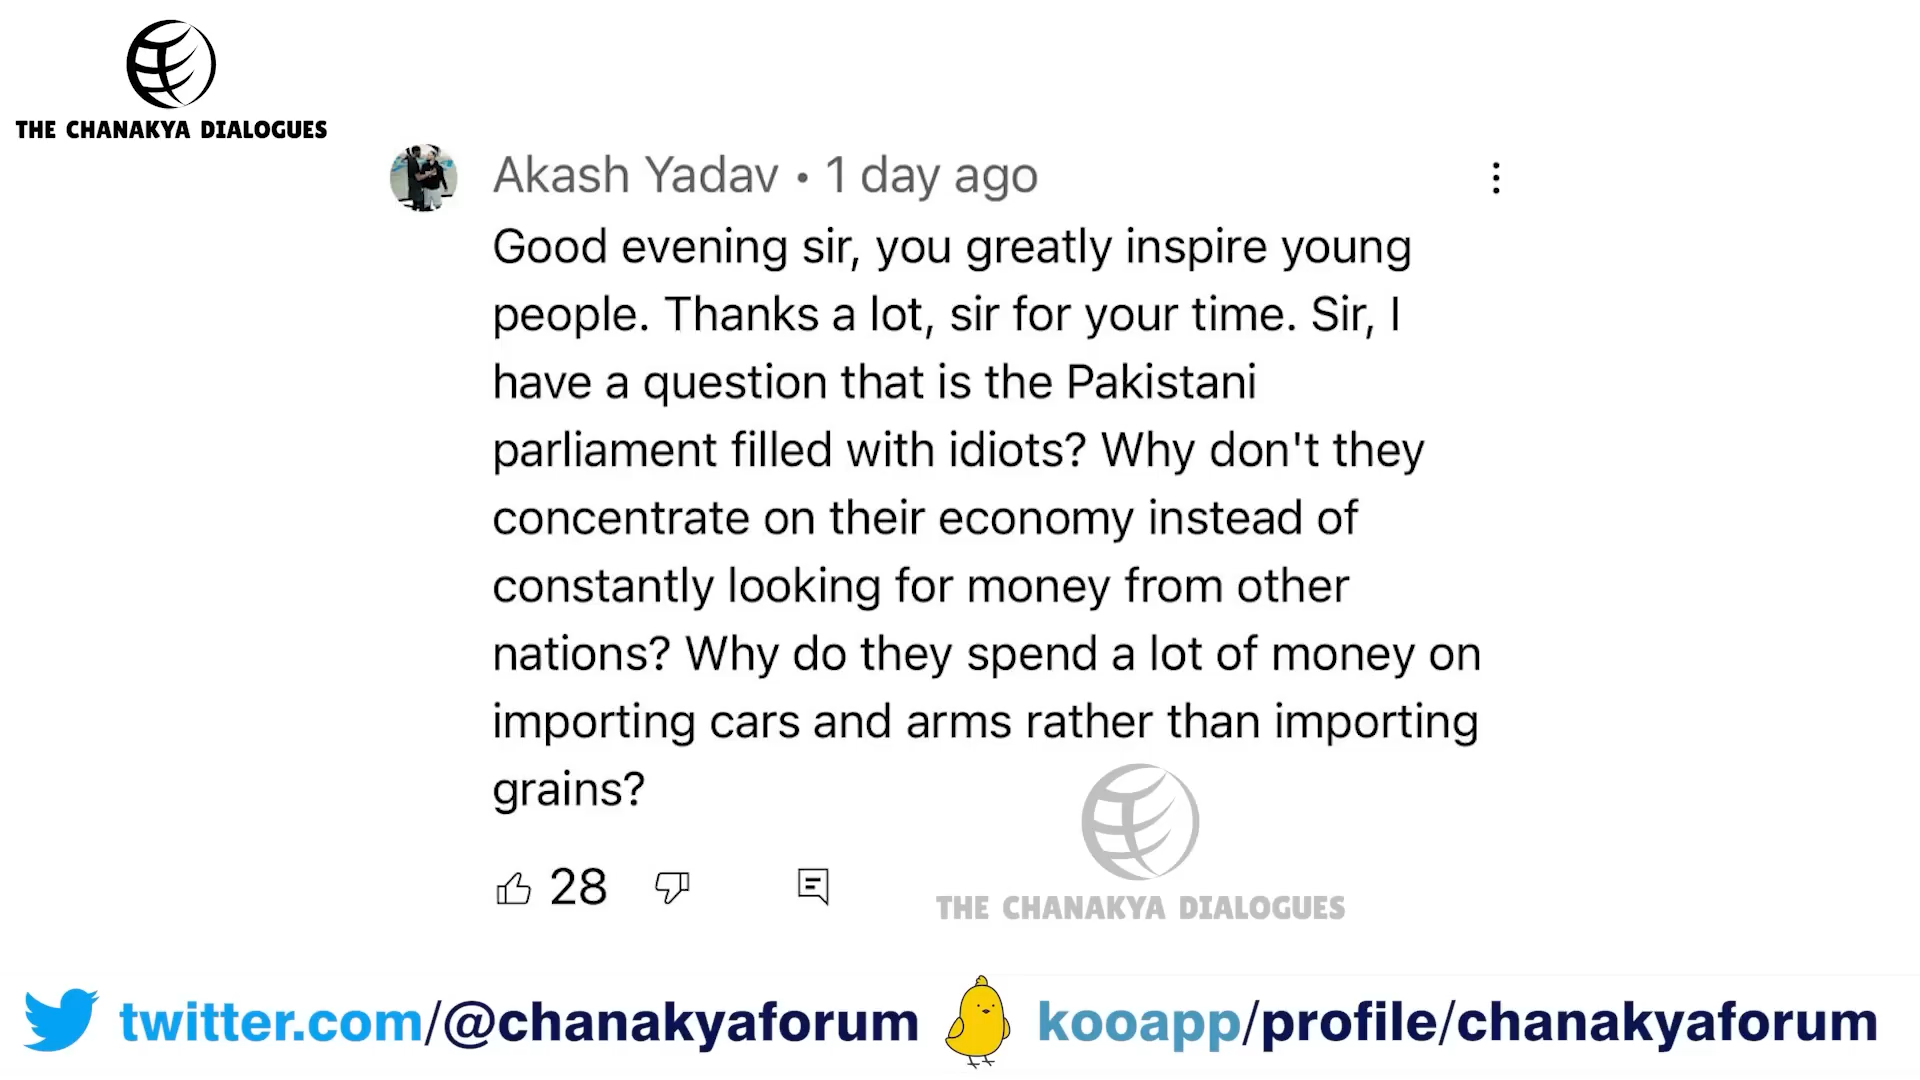 THE CHANAKYA DIALOGUES
Akash Yadav • 1 day ago
Good evening sir, you greatly inspire young
people. Thanks a lot, sir for your time. Sir, I
have a question that is the Pakistani
parliament filled with idiots? Why don't they
concentrate on their economy instead of
constantly looking for money from other
nations? Why do they spend a lot of money on
importing cars and arms rather than importing
grains?
28
THE CHANAKYA DIALOGUES
twitter.com/@chanakyaforum
kooapp/profile/chanakyaforum